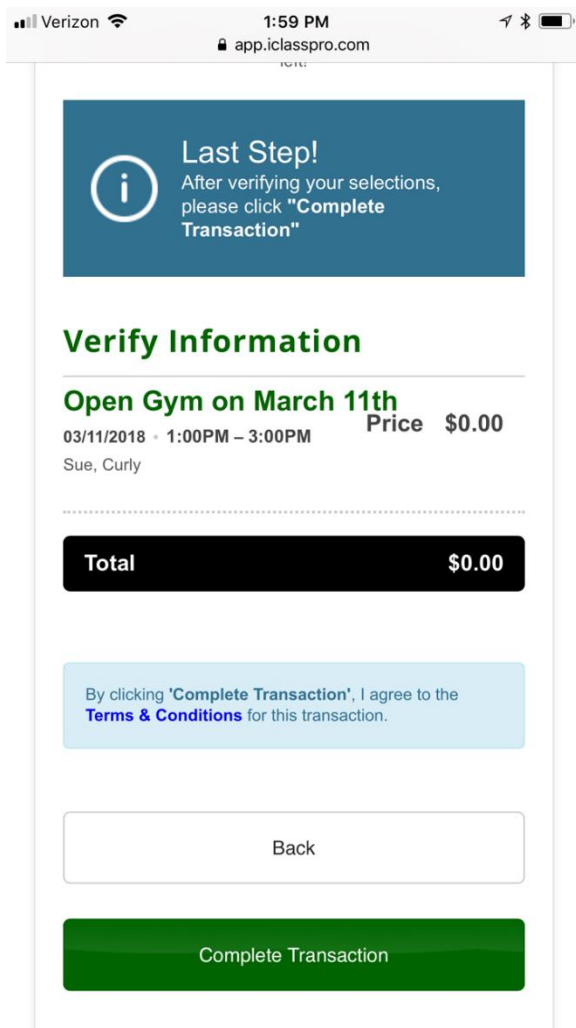 Verizon 1:59 PM
app.iclasspro.com
left!
Last Step!
After verifying your selections,
please click "Complete
Transaction"
Verify Information
Open Gym on March 11th
Price $0.00
03/11/2018 • 1:00PM – 3:00PM
Sue, Curly
Total $0.00
By clicking 'Complete Transaction', I agree to the
Terms & Conditions for this transaction.
Back
Complete Transaction